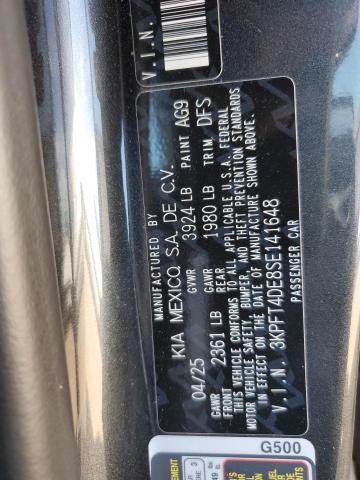 V.I.N.
MANUFACTURED BY
KIA MEXICO, S.A. DE C.V.
04/25 GVWR 3924 LB PAINT AG9
GAWR FRONT 2361 LB GAWR REAR 1980 LB TRIM DFS
THIS VEHICLE CONFORMS TO ALL APPLICABLE U.S.A. FEDERAL
MOTOR VEHICLE SAFETY, BUMPER, AND THEFT PREVENTION STANDARDS
IN EFFECT ON THE DATE OF MANUFACTURE SHOWN ABOVE.
V.I.N. 3KPFT4DE8SE141648
PASSENGER CAR
G500